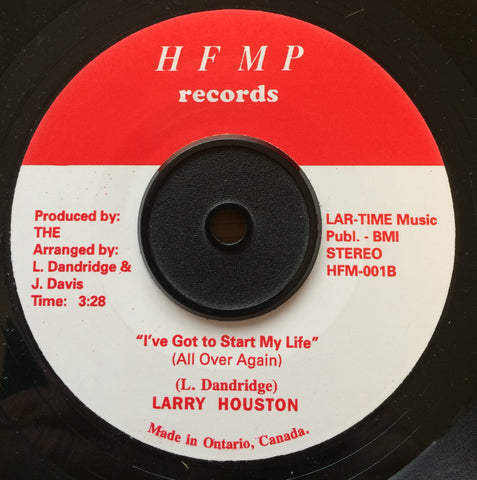 H F M P
records
Produced by:
THE
Arranged by:
L. Dandridge &
J. Davis
Time: 3:28
LAR-TIME Music
Publ. - BMI
STEREO
HFM-001B
"I've Got to Start My Life"
(All Over Again)
(L. Dandridge)
LARRY HOUSTON
Made in Ontario, Canada.